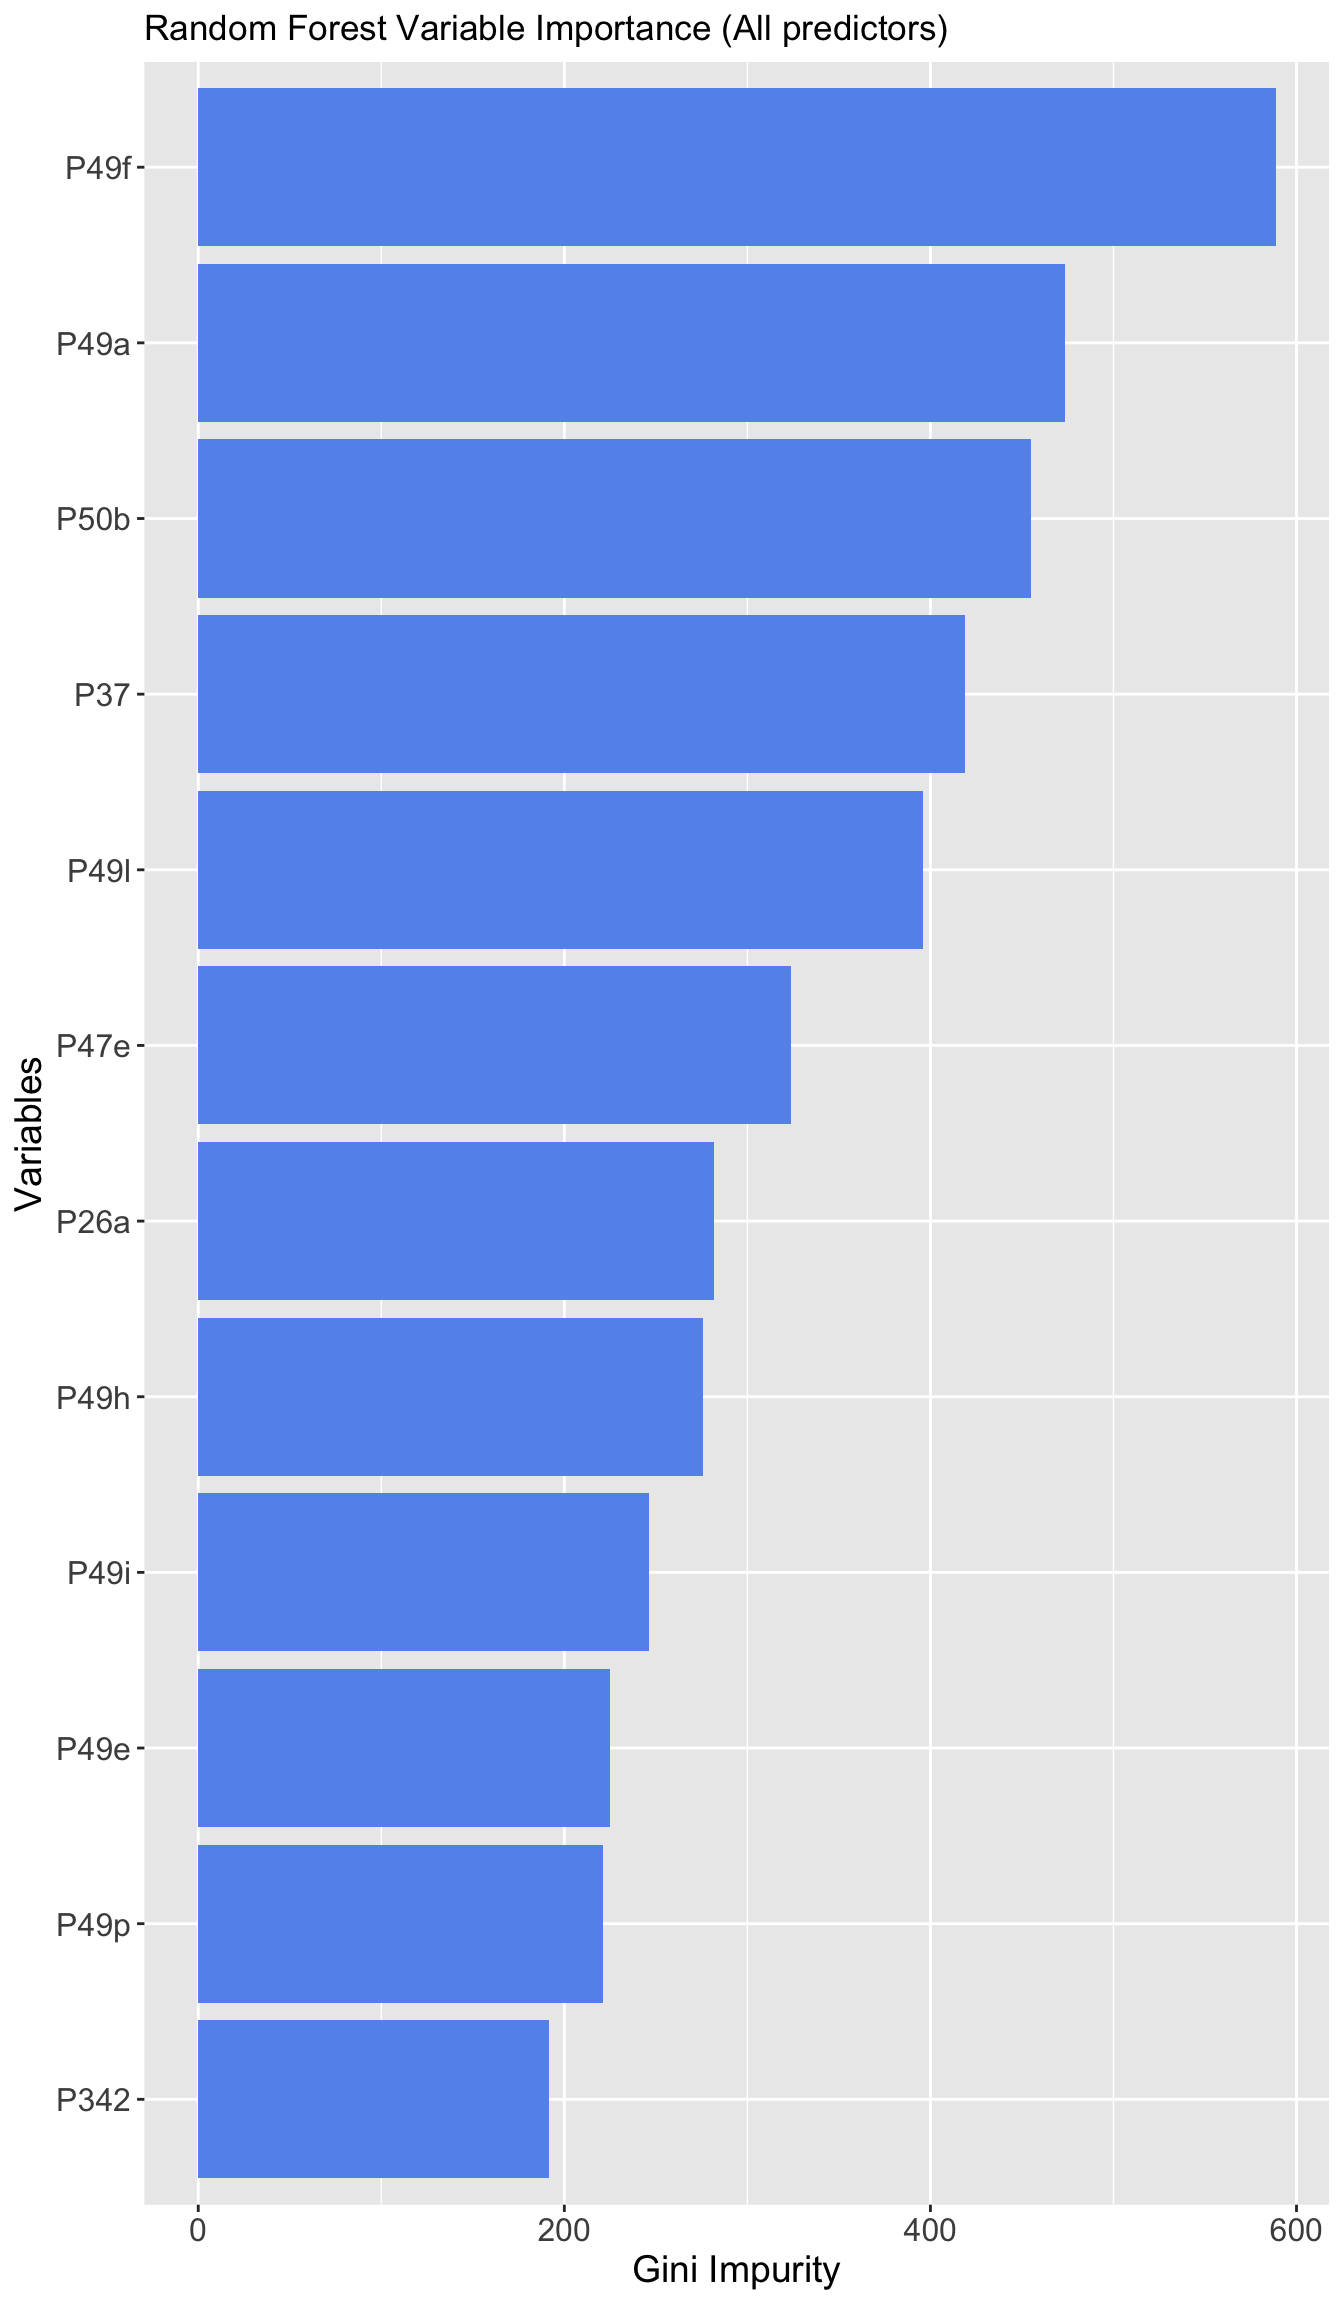 Random Forest Variable Importance (All predictors)
P49f
P49a
P50b
P37
P49l
P47e
P26a
P49h
P49i
P49e
P49p
P342
Variables
0 200 400 600
Gini Impurity